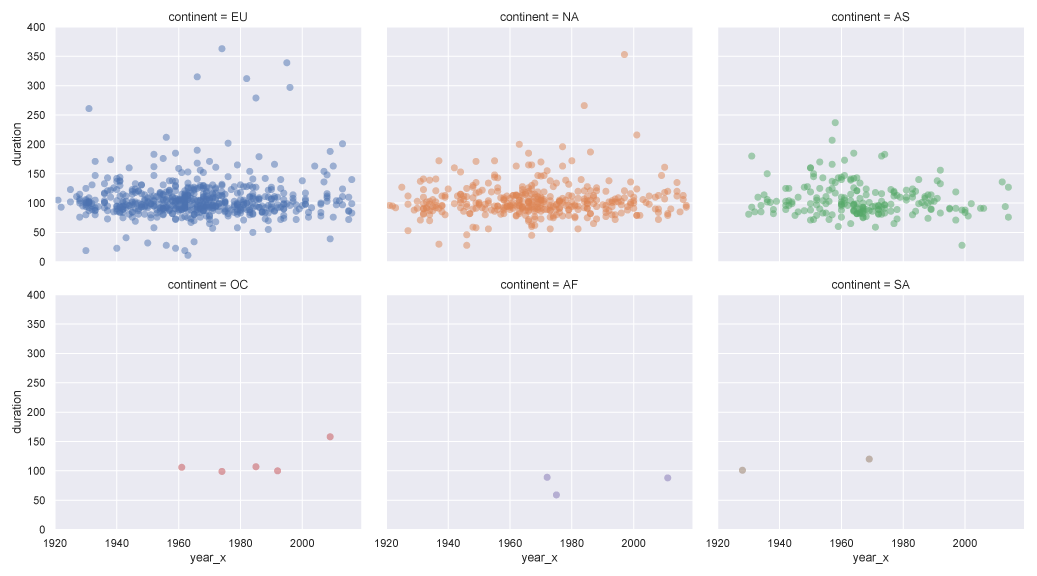 continent = EU
continent = NA
continent = AS
400
350
300
250
200
150
100
50
0
duration
continent = OC
continent = AF
continent = SA
400
350
300
250
200
150
100
50
0
duration
1920 1940 1960 1980 2000
1920 1940 1960 1980 2000
1920 1940 1960 1980 2000
year_x
year_x
year_x